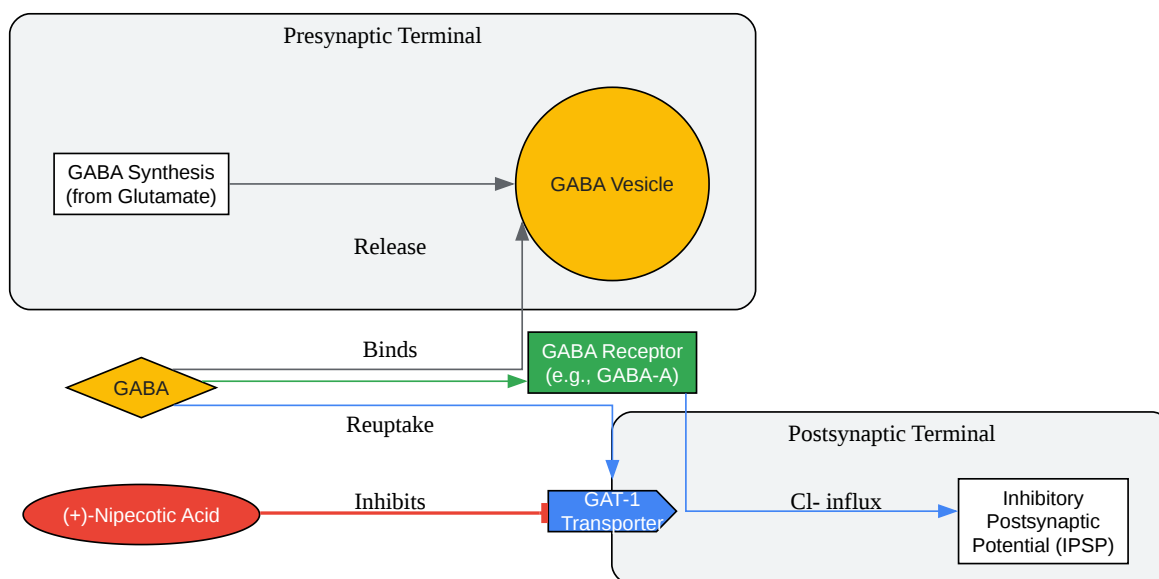 Presynaptic Terminal
GABA Synthesis
(from Glutamate)
GABA Vesicle
Release
Binds
GABA Receptor
(e.g., GABA-A)
GABA
Reuptake
Postsynaptic Terminal
(+)-Nipecotic Acid
Inhibits
GAT-1
Transporter
Cl- influx
Inhibitory
Postsynaptic
Potential (IPSP)